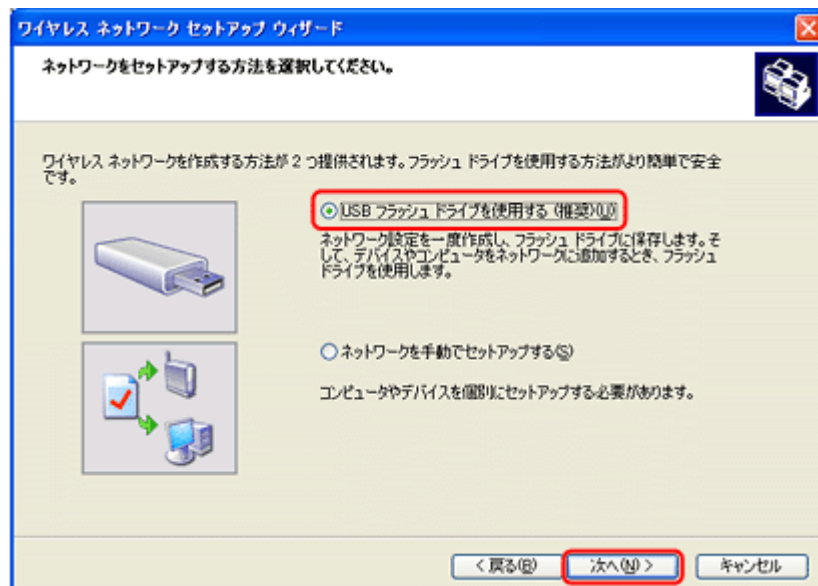 ワイヤレス ネットワーク セットアップ ウィザード
ネットワークをセットアップする方法を選択してください。
ワイヤレス ネットワークを作成する方法が 2 つ提供されます。フラッシュ ドライブを使用する方法がより簡単で安全
です。
USB フラッシュ ドライブを使用する (推奨)(U)
ネットワーク設定を一度作成し、フラッシュ ドライブに保存します。そ
して、デバイスやコンピュータをネットワークに追加するとき、フラッシュ
ドライブを使用します。
ネットワークを手動でセットアップする(S)
コンピュータやデバイスを個別にセットアップする必要があります。
< 戻る(B)
次へ(N) >
キャンセル